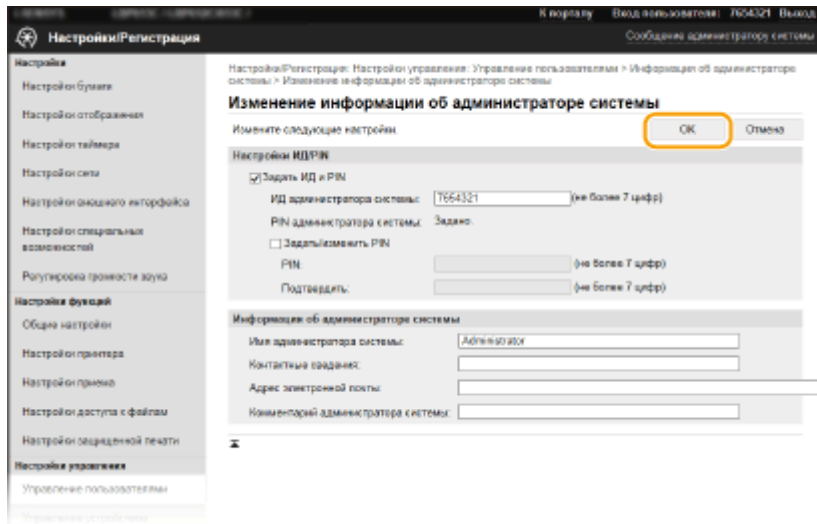 К порталу Вход пользователя: 7654321 Выход
Настройки/Регистрация
Сообщение администратору системы
Настройка
Настройки бумаги
Настройки отображения
Настройки таймера
Настройки сети
Настройки внешнего интерфейса
Настройки специальных
возможностей
Регулировка громкости звука
Настройки функций
Общие настройки
Настройки принтера
Настройки приема
Настройки доступа к файлам
Настройки защищенной печати
Настройки управления
Управление пользователями
Управление устройствами
Настройки/Регистрация: Настройки управления: Управление пользователями > Информация об администраторе
системы > Изменение информации об администраторе системы
Изменение информации об администраторе системы
Измените следующие настройки.
OK Отмена
Настройки ИД/PIN
Задать ИД и PIN
ИД администратора системы: 7654321 (не более 7 цифр)
PIN администратора системы: Задано.
Задать/изменить PIN
PIN: (не более 7 цифр)
Подтвердить: (не более 7 цифр)
Информация об администраторе системы
Имя администратора системы: Administrator
Контактные сведения:
Адрес электронной почты:
Комментарий администратора системы: